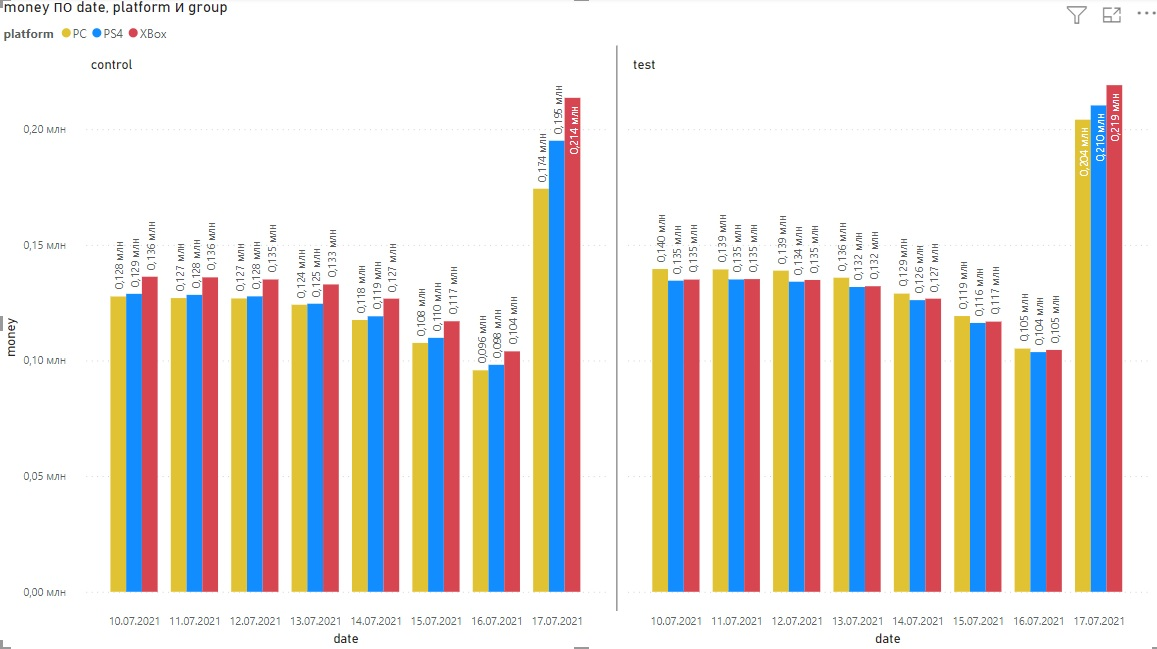 money по date, platform и group
platform PC PS4 XBox
control
test
money
0,20 млн
0,15 млн
0,10 млн
0,05 млн
0,00 млн
0,128 млн 0,129 млн 0,136 млн
0,127 млн 0,128 млн 0,136 млн
0,127 млн 0,128 млн 0,135 млн
0,124 млн 0,125 млн 0,133 млн
0,118 млн 0,119 млн 0,127 млн
0,108 млн 0,110 млн 0,117 млн
0,096 млн 0,098 млн 0,104 млн
0,174 млн 0,195 млн 0,214 млн
10.07.2021 11.07.2021 12.07.2021 13.07.2021 14.07.2021 15.07.2021 16.07.2021 17.07.2021
date
0,140 млн 0,135 млн 0,135 млн
0,139 млн 0,135 млн 0,135 млн
0,139 млн 0,134 млн 0,135 млн
0,136 млн 0,132 млн 0,132 млн
0,129 млн 0,126 млн 0,127 млн
0,119 млн 0,116 млн 0,117 млн
0,105 млн 0,104 млн 0,105 млн
0,204 млн 0,210 млн 0,219 млн
10.07.2021 11.07.2021 12.07.2021 13.07.2021 14.07.2021 15.07.2021 16.07.2021 17.07.2021
date